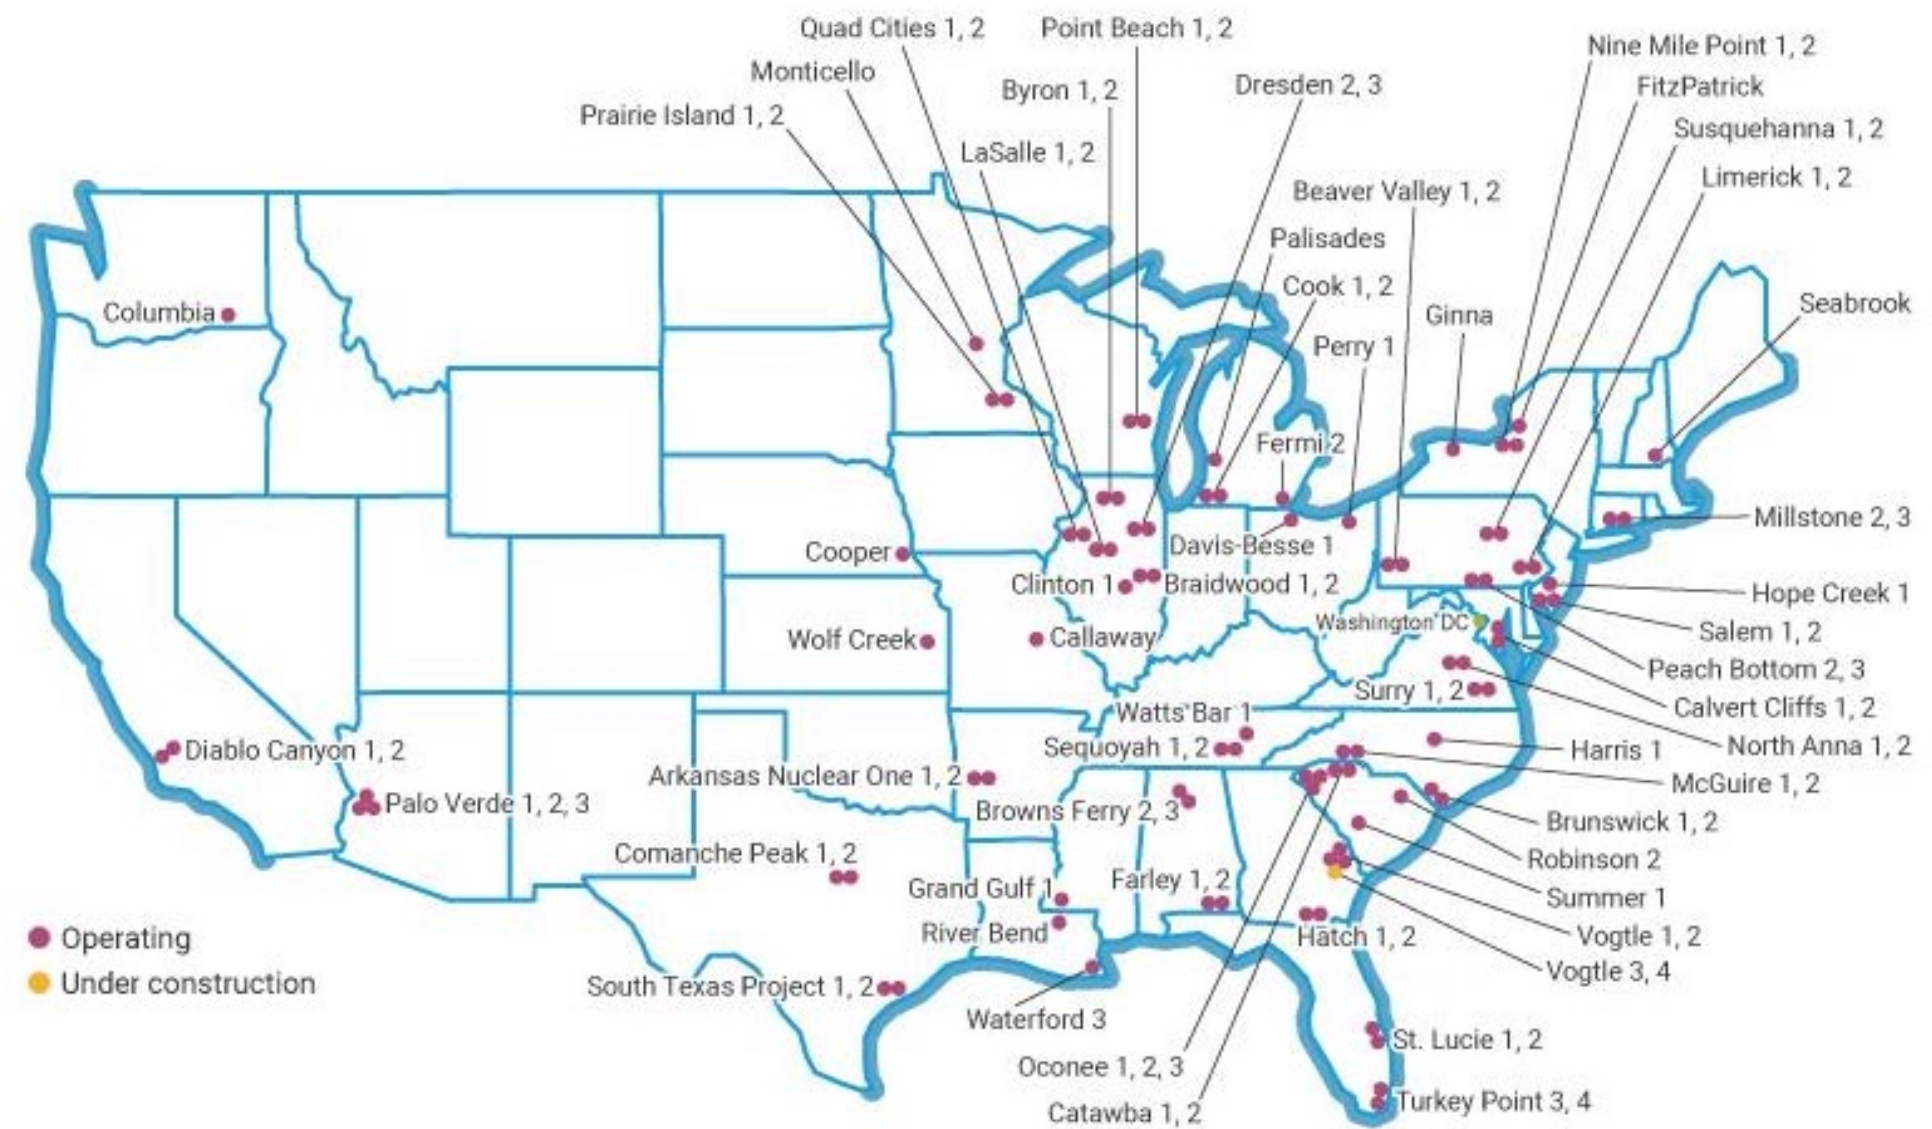 Quad Cities 1, 2
Point Beach 1, 2
Nine Mile Point 1, 2
Monticello
Byron 1, 2
Dresden 2, 3
FitzPatrick
Prairie Island 1, 2
Susquehanna 1, 2
LaSalle 1, 2
Limerick 1, 2
Beaver Valley 1, 2
Palisades
Cook 1, 2
Columbia
Ginna
Seabrook
Perry 1
Fermi 2
Millstone 2, 3
Cooper
Davis-Besse 1
Clinton 1
Braidwood 1, 2
Hope Creek 1
Washington DC
Salem 1, 2
Wolf Creek
Callaway
Peach Bottom 2, 3
Surry 1, 2
Calvert Cliffs 1, 2
Watts Bar 1
North Anna 1, 2
Sequoyah 1, 2
Harris 1
Diablo Canyon 1, 2
Arkansas Nuclear One 1, 2
McGuire 1, 2
Palo Verde 1, 2, 3
Browns Ferry 2, 3
Brunswick 1, 2
Comanche Peak 1, 2
Robinson 2
Grand Gulf 1
Farley 1, 2
Summer 1
River Bend
Hatch 1, 2
Vogtle 1, 2
Operating
Vogtle 3, 4
Under construction
South Texas Project 1, 2
Waterford 3
St. Lucie 1, 2
Oconee 1, 2, 3
Turkey Point 3, 4
Catawba 1, 2